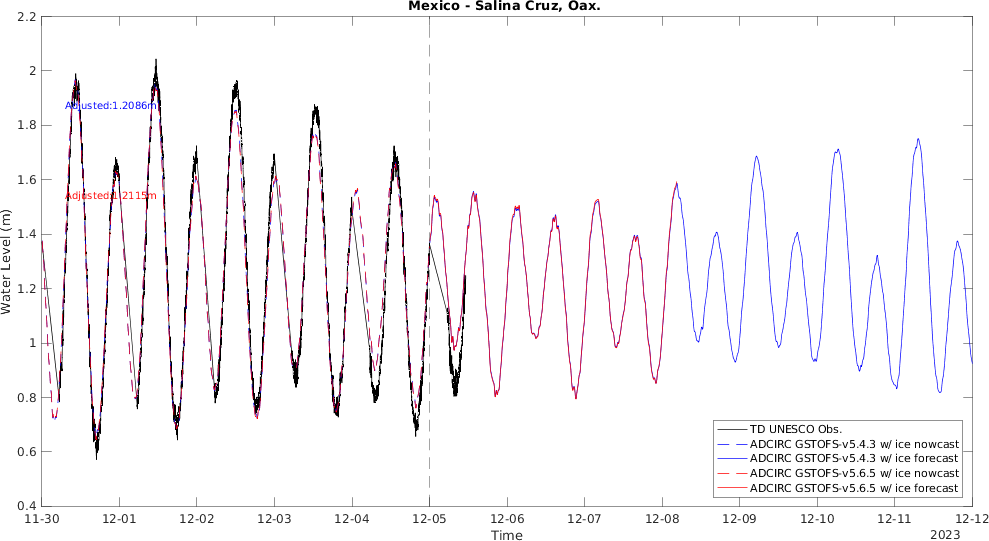 Mexico - Salina Cruz, Oax.
2.2
2
1.8
1.6
1.4
1.2
1
0.8
0.6
0.4
Water Level (m)
Adjusted:1.2086m
Adjusted:1.2115m
TD UNESCO Obs.
ADCIRC GSTOFS-v5.4.3 w/ ice nowcast
ADCIRC GSTOFS-v5.4.3 w/ ice forecast
ADCIRC GSTOFS-v5.6.5 w/ ice nowcast
ADCIRC GSTOFS-v5.6.5 w/ ice forecast
11-30 12-01 12-02 12-03 12-04 12-05 12-06 12-07 12-08 12-09 12-10 12-11 12-12
Time
2023